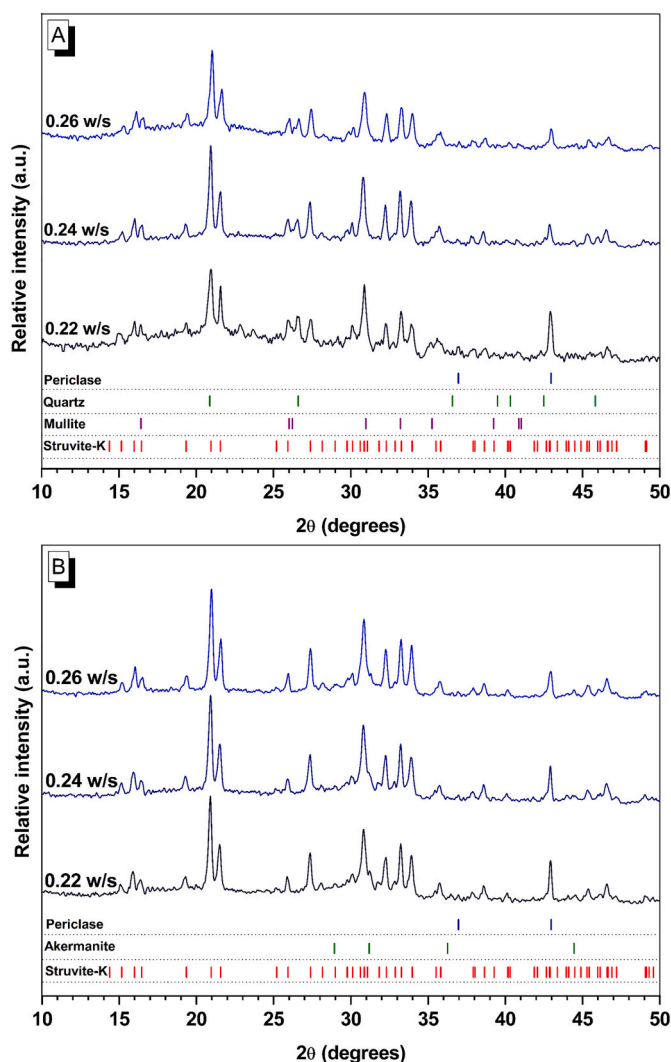 A
Relative intensity (a.u.)
0.26 w/s
0.24 w/s
0.22 w/s
Periclase
Quartz
Mullite
Struvite-K
10 15 20 25 30 35 40 45 50
2θ (degrees)
B
Relative intensity (a.u.)
0.26 w/s
0.24 w/s
0.22 w/s
Periclase
Akermanite
Struvite-K
10 15 20 25 30 35 40 45 50
2θ (degrees)